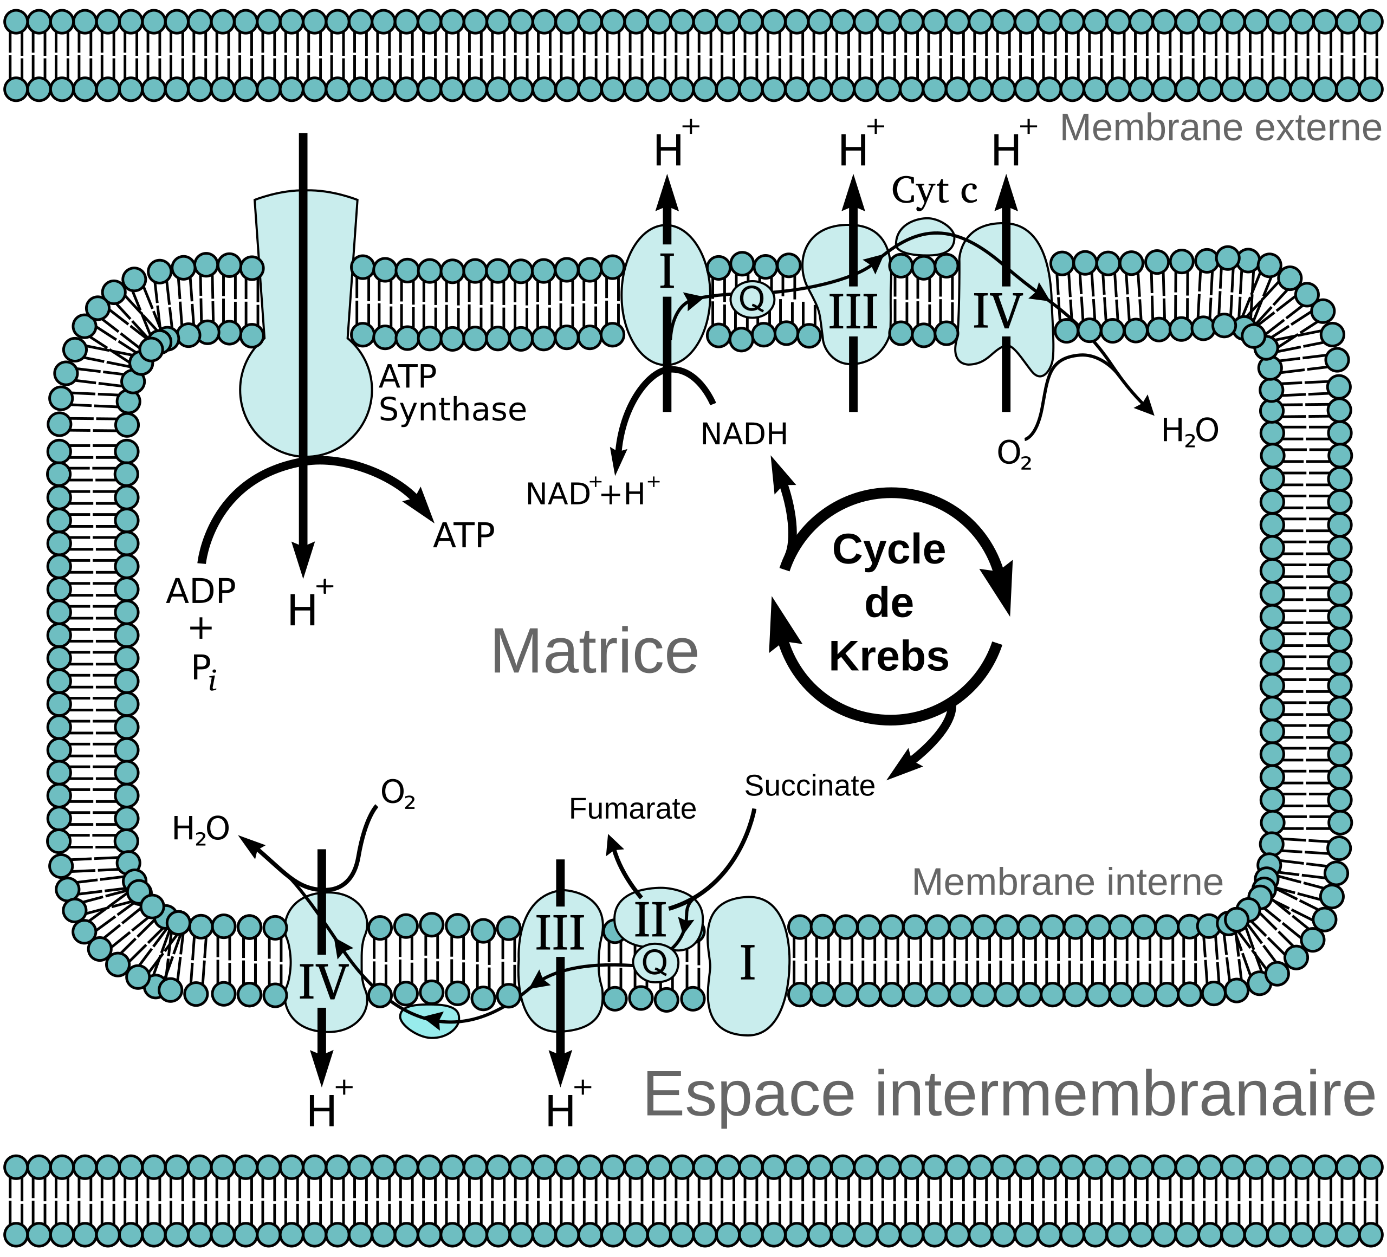 Membrane externe
H+
H+
H+
Cyt c
I
Q
III
IV
ATP
Synthase
NADH
O2
H2O
NAD++H+
ATP
ADP
+
Pi
H+
Cycle
de
Krebs
Matrice
Succinate
Fumarate
O2
H2O
Membrane interne
IV
III
II
Q
I
H+
H+
Espace intermembranaire